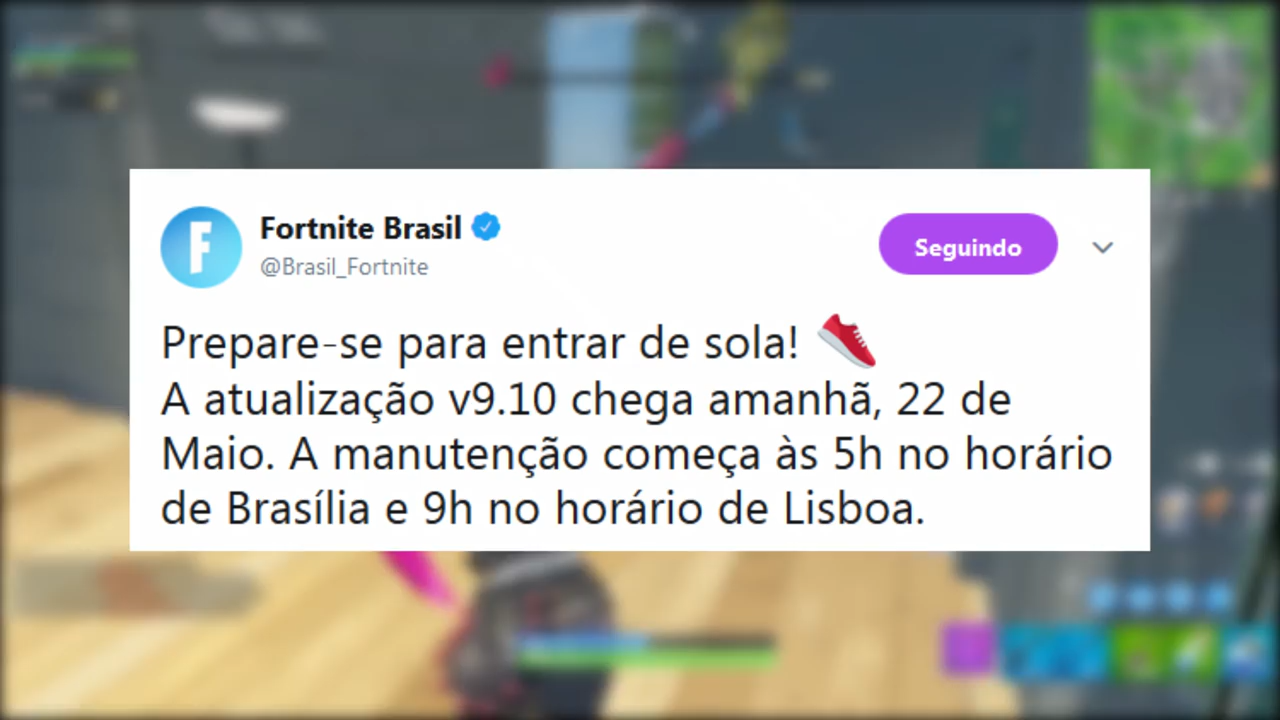 Fortnite Brasil
@Brasil_Fortnite
Seguindo
Prepare-se para entrar de sola!
A atualização v9.10 chega amanhã, 22 de
Maio. A manutenção começa às 5h no horário
de Brasília e 9h no horário de Lisboa.